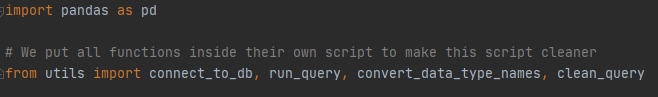 import pandas as pd
# We put all functions inside their own script to make this script cleaner
from utils import connect_to_db, run_query, convert_data_type_names, clean_query